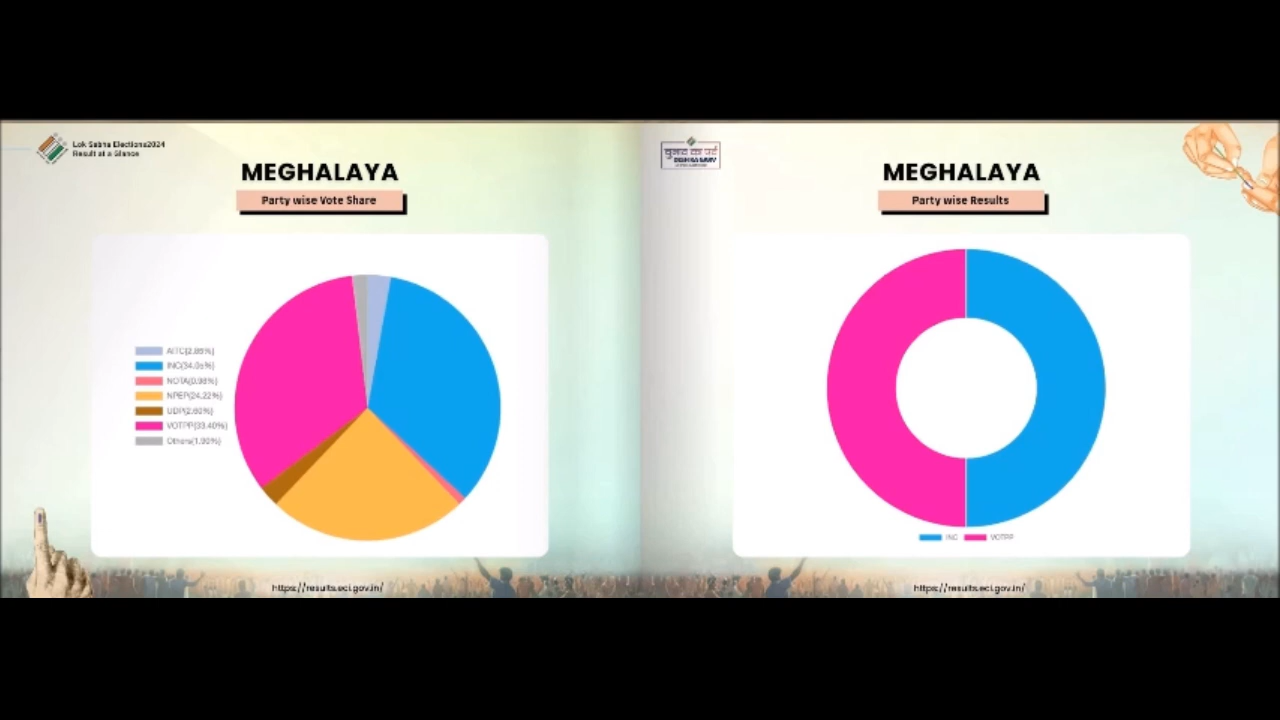 Lok Sabha Elections2024
Result at a Glance
MEGHALAYA
Party wise Vote Share
AITC(2.85%)
INC(34.05%)
NOTA(0.98%)
NPEP(24.22%)
UDP(2.60%)
VOTPP(33.40%)
Others(1.90%)
https://results.eci.gov.in/
चुनाव का पर्व
MEGHALAYA
Party wise Results
INC VOTPP
https://results.eci.gov.in/